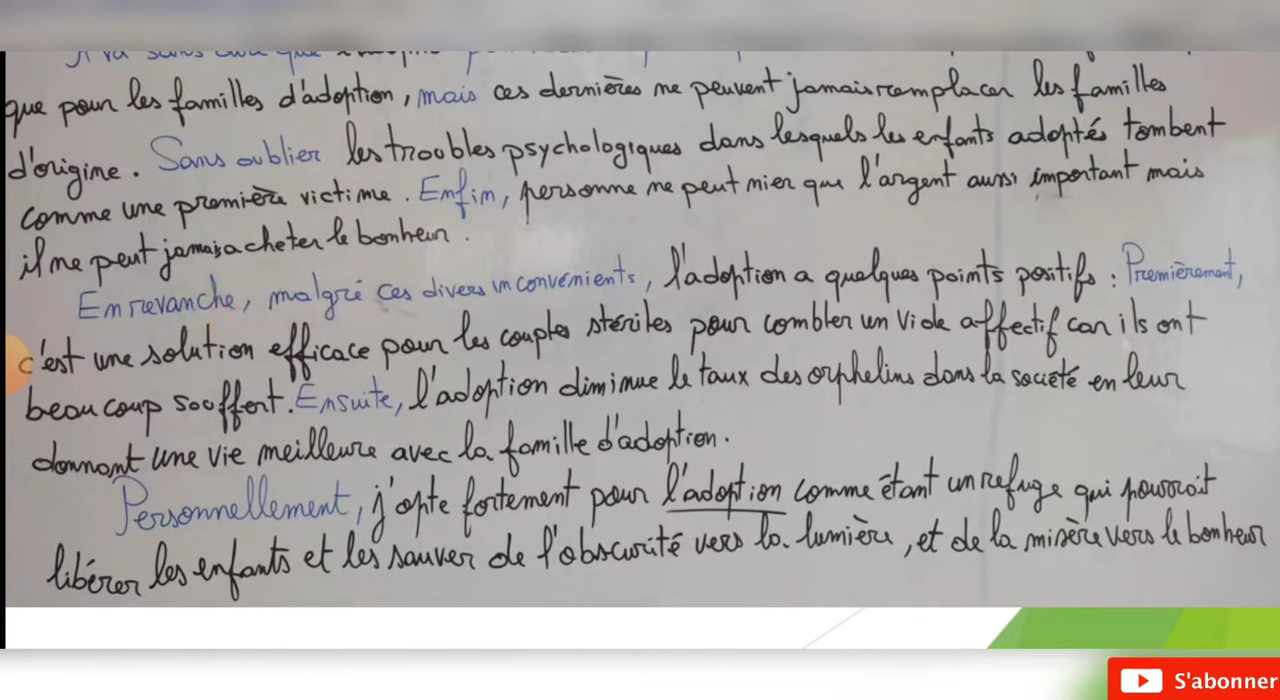 Il va sans dire que
que pour les familles d'adoption, mais ces dernières ne peuvent jamais remplacer les familles
d'origine. Sans oublier les troubles psychologiques dans lesquels les enfants adoptés tombent
comme une première victime. Enfin, personne ne peut nier que l'argent aussi important mais
il ne peut jamais acheter le bonheur.
En revanche, malgré ces divers inconvénients, l'adoption a quelques points positifs : Premièrement,
c'est une solution efficace pour les couples stériles pour combler un vide affectif car ils ont
beaucoup souffert. Ensuite, l'adoption diminue le taux des orphelins dans la société en leur
donnant une vie meilleure avec la famille d'adoption.
Personnellement, j'opte fortement pour l'adoption comme étant un refuge qui pourrait
libérer les enfants et les sauver de l'obscurité vers la lumière, et de la misère vers le bonheur
S'abonner